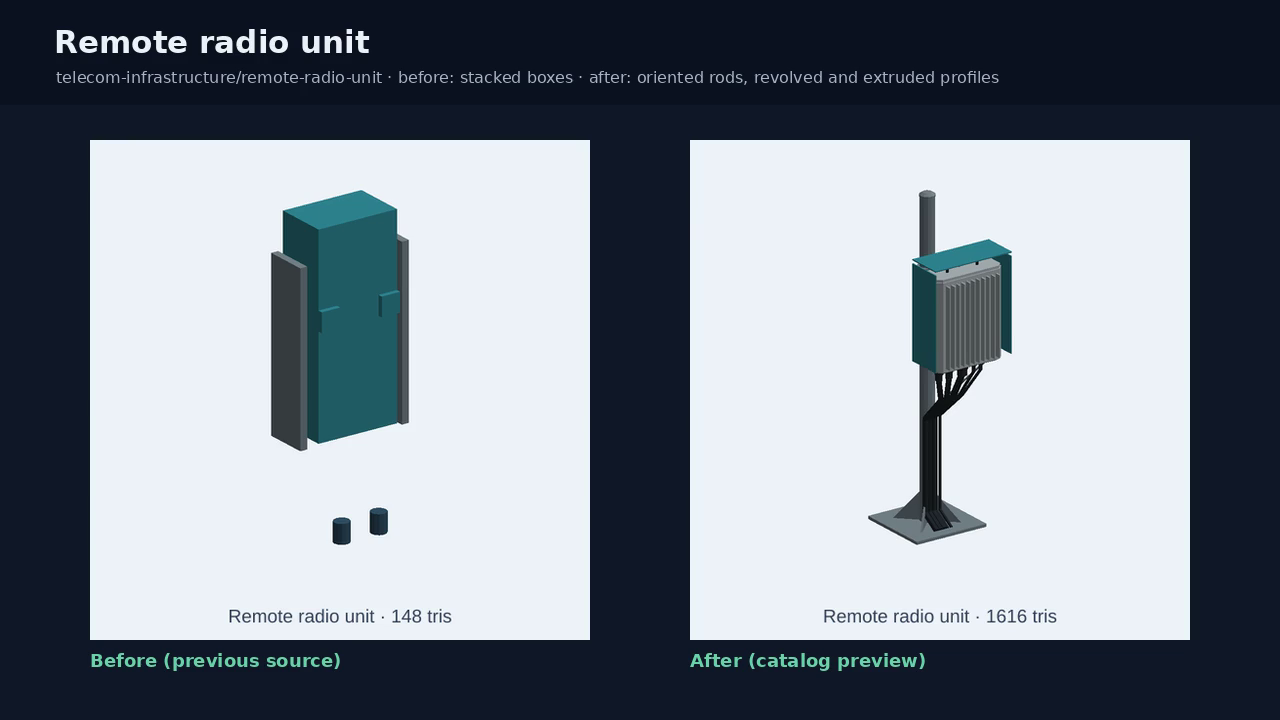 Remote radio unit
telecom-infrastructure/remote-radio-unit · before: stacked boxes · after: oriented rods, revolved and extruded profiles
Remote radio unit · 148 tris
Remote radio unit · 1616 tris
Before (previous source)
After (catalog preview)